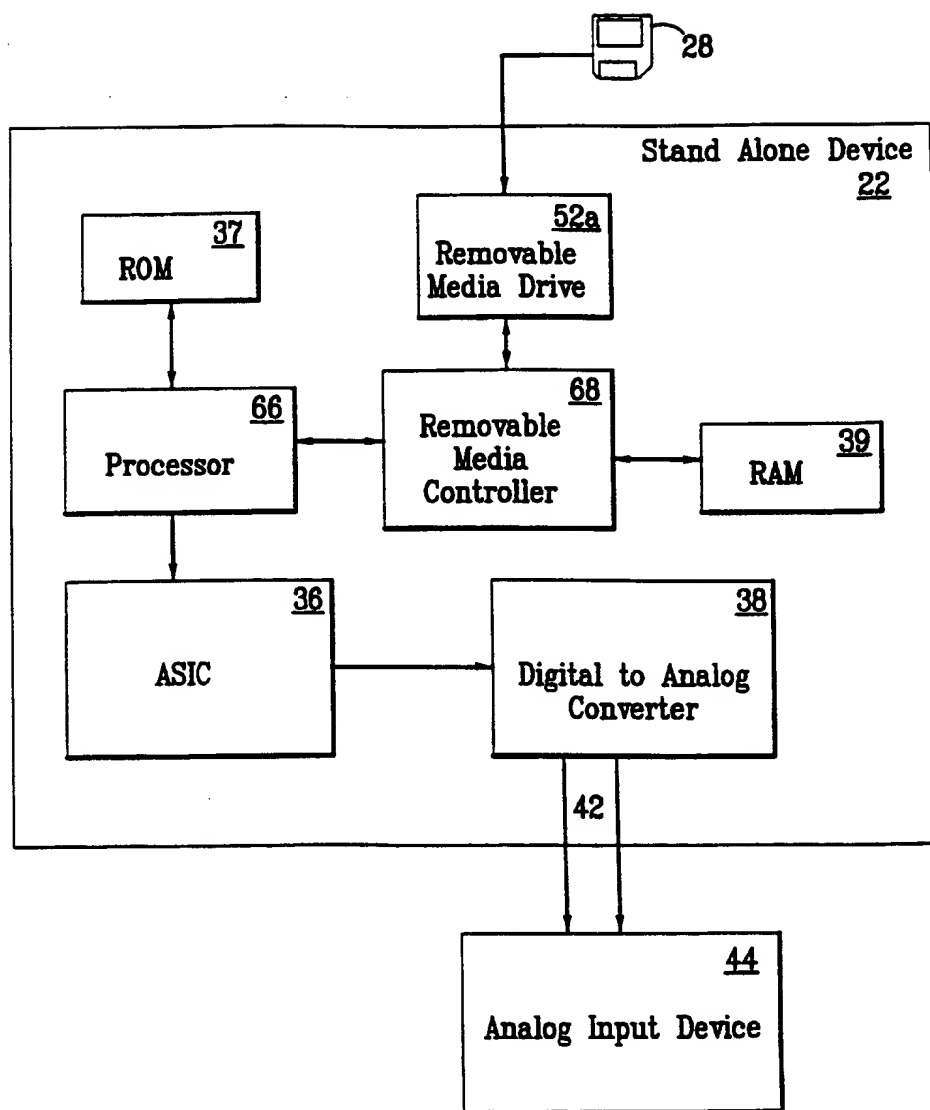 28
Stand Alone Device
22
37
ROM
52a
Removable
Media Drive
66
Processor
68
Removable
Media
Controller
39
RAM
36
ASIC
38
Digital to Analog
Converter
42
44
Analog Input Device